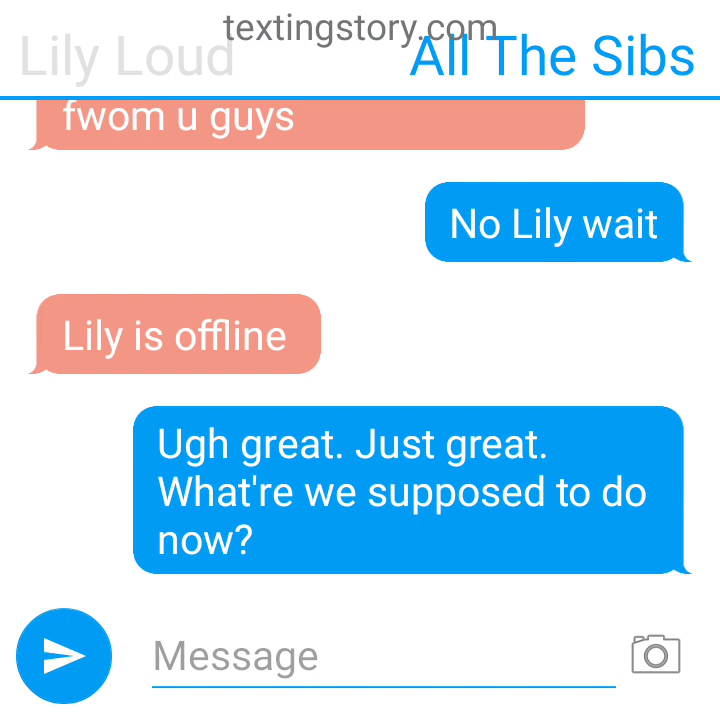 textingstory.com
Lily Loud
All The Sibs
fwom u guys
No Lily wait
Lily is offline
Ugh great. Just great.
What're we supposed to do
now?
Message